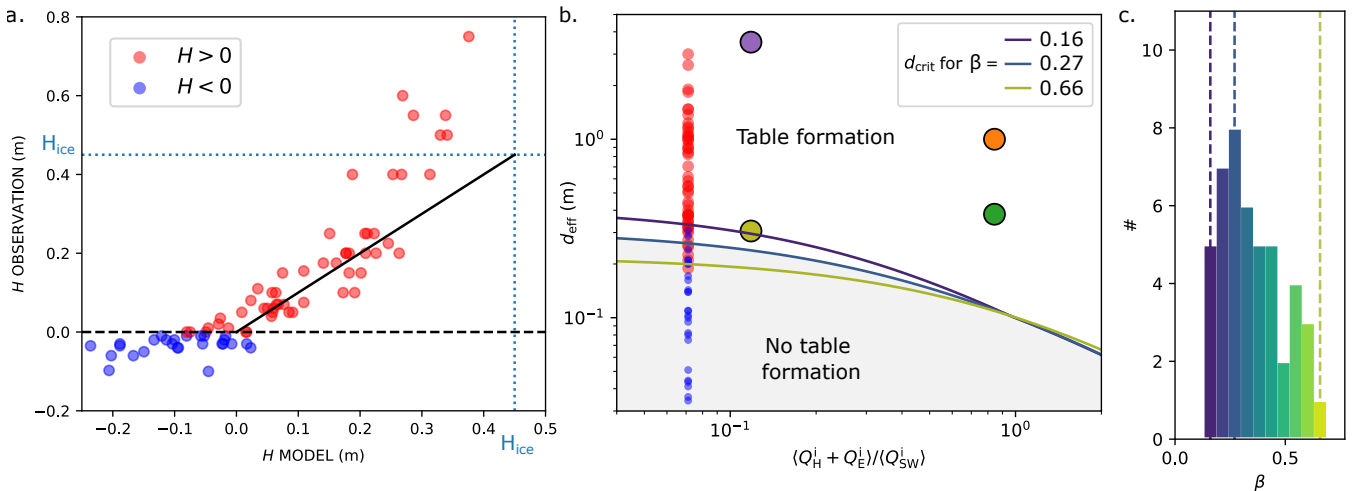 a.
H > 0
H < 0
H_ice
H OBSERVATION (m)
0.8
0.6
0.4
0.2
0.0
−0.2
−0.2
−0.1
0.0
0.1
0.2
0.3
0.4
0.5
H MODEL (m)
H_ice
b.
d_crit for β =
0.16
0.27
0.66
Table formation
No table
formation
d_eff (m)
10^0
10^−1
10^−1
10^0
⟨Q_H^i + Q_E^i⟩/⟨Q_SW^i⟩
c.
#
10
8
6
4
2
0
0.0
0.5
β